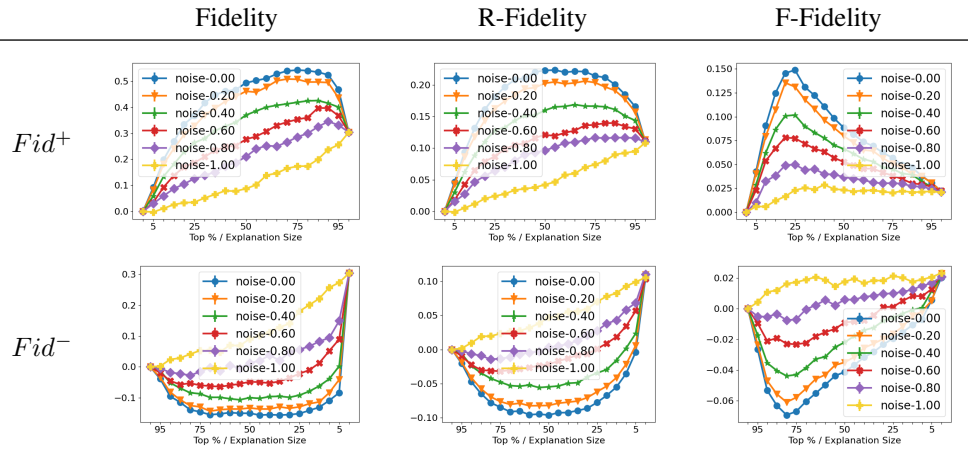 Fidelity R-Fidelity F-Fidelity
Fid+
0.5
0.4
0.3
0.2
0.1
0.0
noise-0.00
noise-0.20
noise-0.40
noise-0.60
noise-0.80
noise-1.00
5 25 50 75 95
Top % / Explanation Size
0.20
0.15
0.10
0.05
0.00
noise-0.00
noise-0.20
noise-0.40
noise-0.60
noise-0.80
noise-1.00
5 25 50 75 95
Top % / Explanation Size
0.150
0.125
0.100
0.075
0.050
0.025
0.000
noise-0.00
noise-0.20
noise-0.40
noise-0.60
noise-0.80
noise-1.00
5 25 50 75 95
Top % / Explanation Size
Fid−
0.3
0.2
0.1
0.0
−0.1
noise-0.00
noise-0.20
noise-0.40
noise-0.60
noise-0.80
noise-1.00
95 75 50 25 5
Top % / Explanation Size
0.10
0.05
0.00
−0.05
−0.10
noise-0.00
noise-0.20
noise-0.40
noise-0.60
noise-0.80
noise-1.00
95 75 50 25 5
Top % / Explanation Size
0.02
0.00
−0.02
−0.04
−0.06
noise-0.00
noise-0.20
noise-0.40
noise-0.60
noise-0.80
noise-1.00
95 75 50 25 5
Top % / Explanation Size